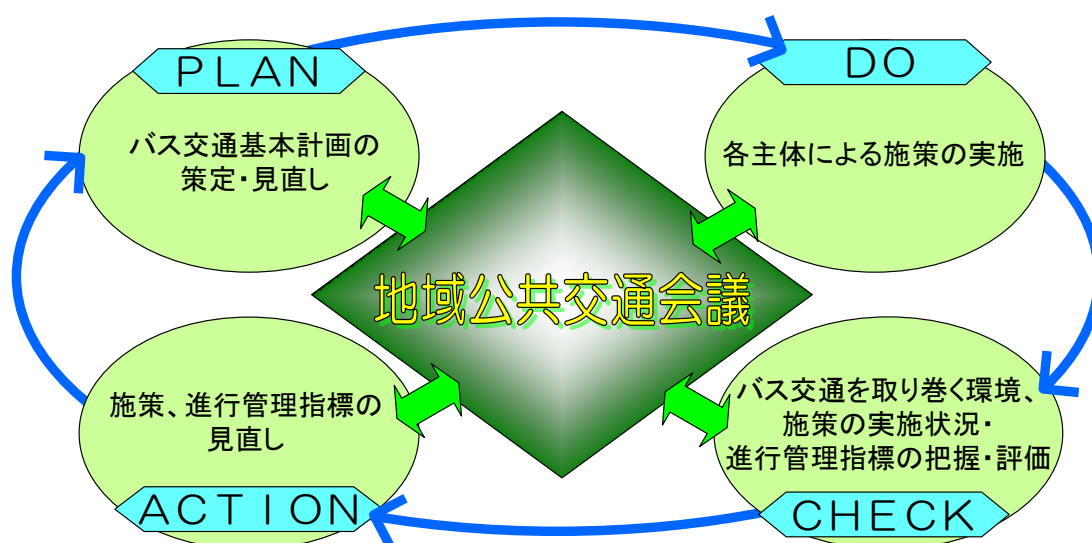 PLAN
バス交通基本計画の
策定・見直し
DO
各主体による施策の実施
地域公共交通会議
施策、進行管理指標の
見直し
ACTION
バス交通を取り巻く環境、
施策の実施状況・
進行管理指標の把握・評価
CHECK